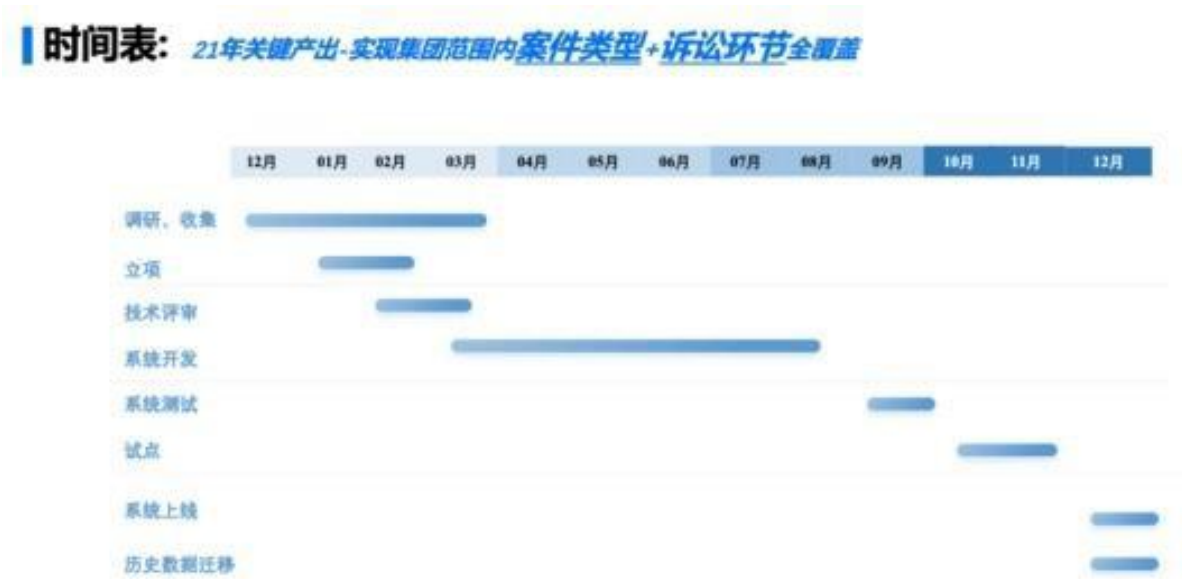 时间表: 21年关键产出-实现集团范围内案件类型+诉讼环节全覆盖
12月 01月 02月 03月 04月 05月 06月 07月 08月 09月 10月 11月 12月
调研、收集
立项
技术评审
系统开发
系统测试
试点
系统上线
历史数据迁移